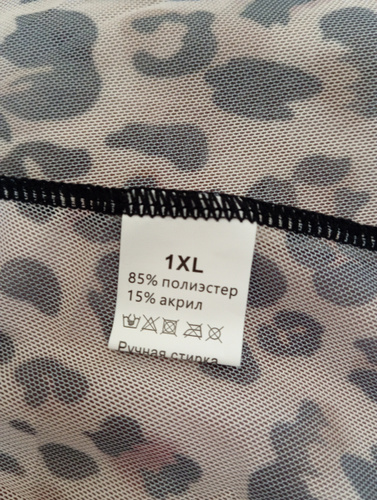 1XL
85% полиэстер
15% акрил
Ручная стирка